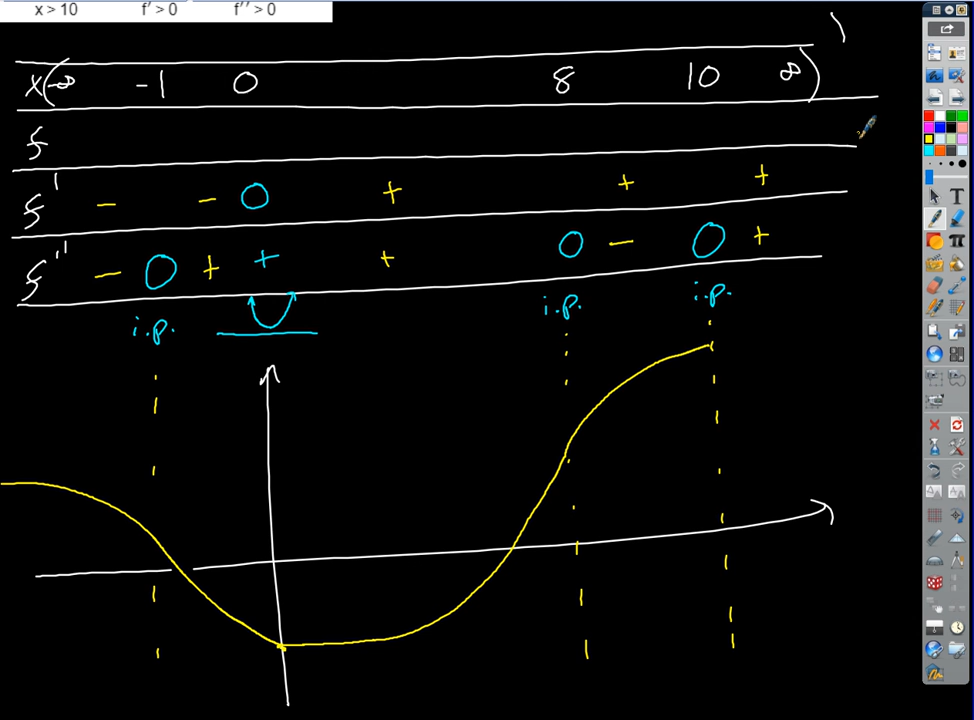 x > 10 f' > 0 f'' > 0
x (-∞ -1 0 8 10 ∞)
f
f' - - 0 + + +
f'' - 0 + + + 0 - 0 +
i.p. i.p. i.p.